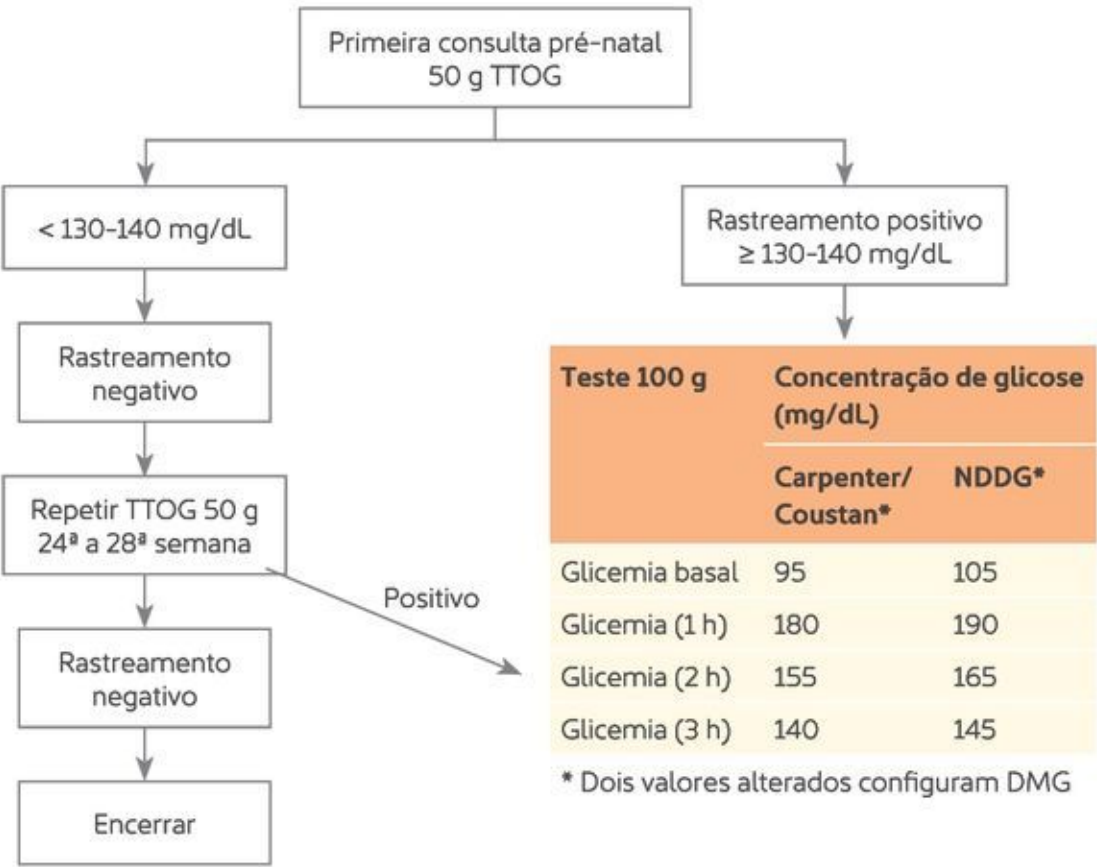 Primeira consulta pré-natal
50 g TTOG
< 130-140 mg/dL
Rastreamento
negativo
Repetir TTOG 50 g
24ª a 28ª semana
Positivo
Rastreamento
negativo
Encerrar
Rastreamento positivo
≥ 130-140 mg/dL
Teste 100 g Concentração de glicose
(mg/dL)
Carpenter/ NDDG*
Coustan*
Glicemia basal 95 105
Glicemia (1 h) 180 190
Glicemia (2 h) 155 165
Glicemia (3 h) 140 145
* Dois valores alterados configuram DMG